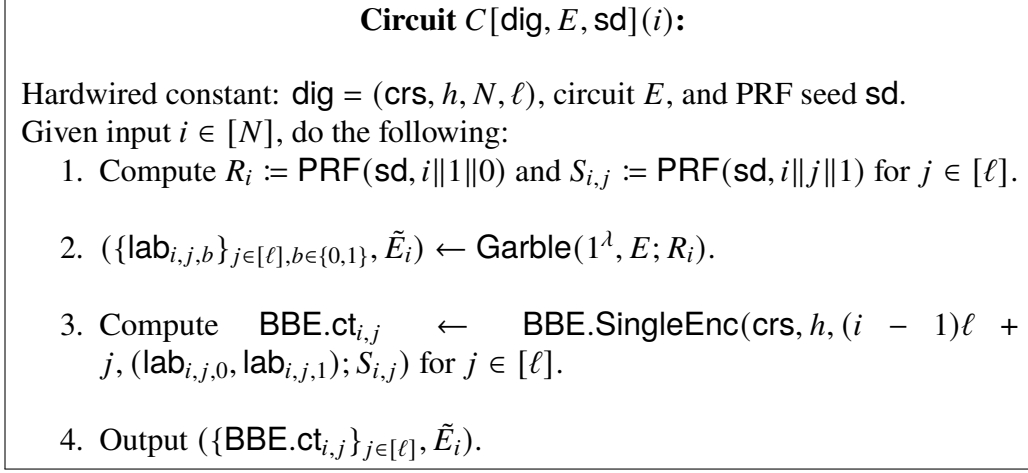 Circuit C[dig, E, sd](i):
Hardwired constant: dig = (crs, h, N, ℓ), circuit E, and PRF seed sd.
Given input i ∈ [N], do the following:
1. Compute R_i := PRF(sd, i||1||0) and S_{i,j} := PRF(sd, i||j||1) for j ∈ [ℓ].
2. ({lab_{i,j,b}}_{j∈[ℓ],b∈{0,1}}, Ẽ_i) ← Garble(1^λ, E; R_i).
3. Compute BBE.ct_{i,j} ← BBE.SingleEnc(crs, h, (i − 1)ℓ +
j, (lab_{i,j,0}, lab_{i,j,1}); S_{i,j}) for j ∈ [ℓ].
4. Output ({BBE.ct_{i,j}}_{j∈[ℓ]}, Ẽ_i).